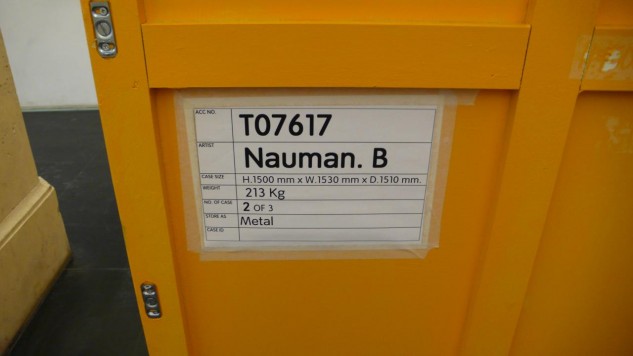 ACC NO. T07617
ARTIST Nauman. B
CASE SIZE H.1500 mm x W.1530 mm x D.1510 mm.
WEIGHT 213 Kg
NO. OF CASE 2 OF 3
STORE AS Metal
CASE ID